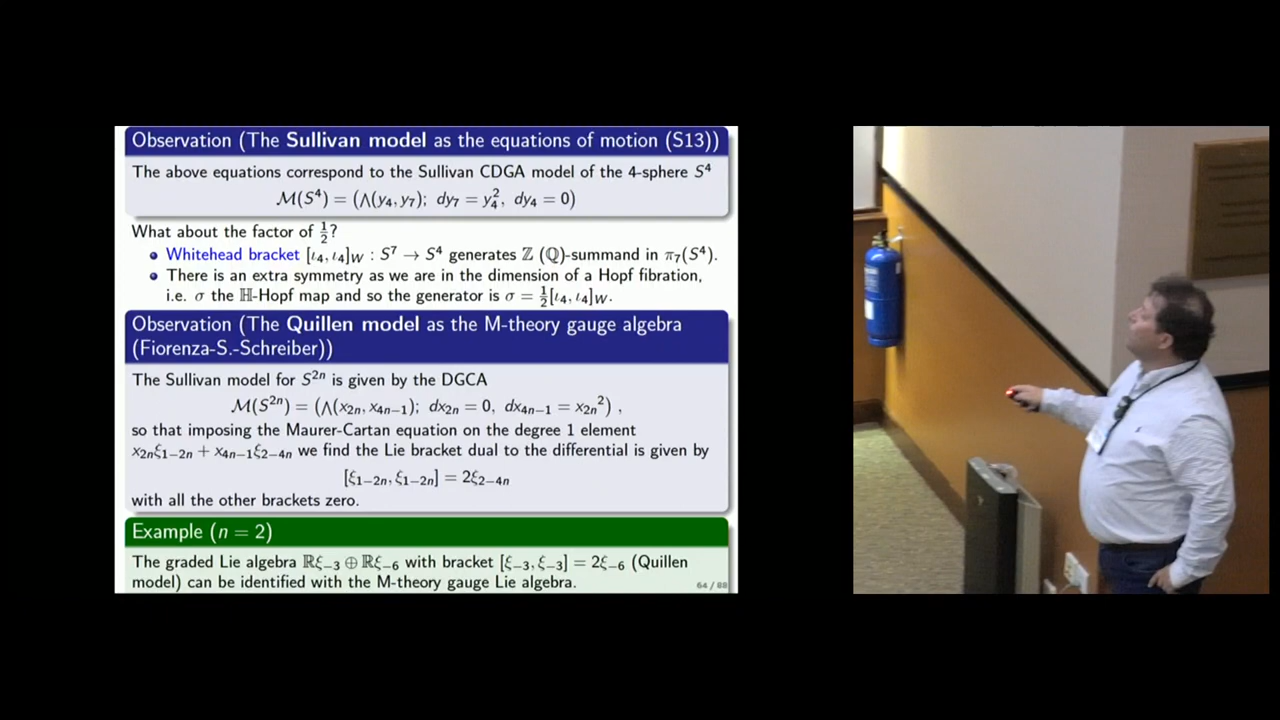 Observation (The Sullivan model as the equations of motion (S13))
The above equations correspond to the Sullivan CDGA model of the 4-sphere S⁴
ℳ(S⁴) = (⋀(y₄, y₇); dy₇ = y₄², dy₄ = 0)
What about the factor of ½?
• Whitehead bracket [ι₄, ι₄]_W : S⁷ → S⁴ generates ℤ (ℚ)-summand in π₇(S⁴).
• There is an extra symmetry as we are in the dimension of a Hopf fibration,
i.e. σ the ℍ-Hopf map and so the generator is σ = ½[ι₄, ι₄]_W.
Observation (The Quillen model as the M-theory gauge algebra
(Fiorenza-S.-Schreiber))
The Sullivan model for S²ⁿ is given by the DGCA
ℳ(S²ⁿ) = (⋀(x₂ₙ, x₄ₙ₋₁); dx₂ₙ = 0, dx₄ₙ₋₁ = x₂ₙ²) ,
so that imposing the Maurer-Cartan equation on the degree 1 element
x₂ₙξ₁₋₂ₙ + x₄ₙ₋₁ξ₂₋₄ₙ we find the Lie bracket dual to the differential is given by
[ξ₁₋₂ₙ, ξ₁₋₂ₙ] = 2ξ₂₋₄ₙ
with all the other brackets zero.
Example (n = 2)
The graded Lie algebra ℝξ₋₃ ⊕ ℝξ₋₆ with bracket [ξ₋₃, ξ₋₃] = 2ξ₋₆ (Quillen
model) can be identified with the M-theory gauge Lie algebra.
64 / 88